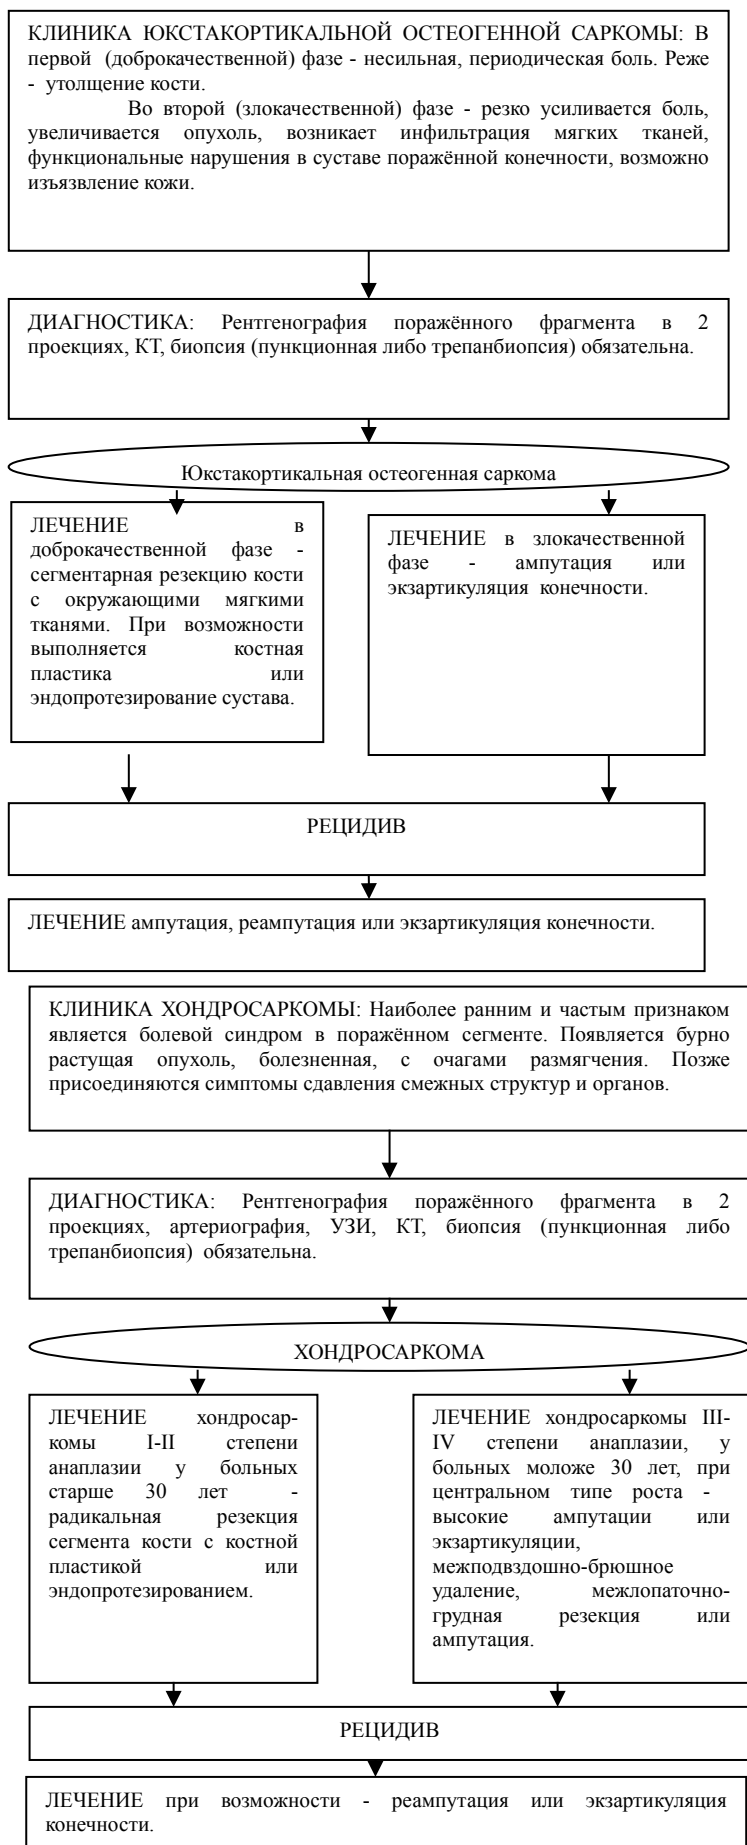 КЛИНИКА ЮКСТАКОРТИКАЛЬНОЙ ОСТЕОГЕННОЙ САРКОМЫ: В
первой (доброкачественной) фазе - несильная, периодическая боль. Реже
- утолщение кости.
Во второй (злокачественной) фазе - резко усиливается боль,
увеличивается опухоль, возникает инфильтрация мягких тканей,
функциональные нарушения в суставе поражённой конечности, возможно
изъязвление кожи.
ДИАГНОСТИКА: Рентгенография поражённого фрагмента в 2
проекциях, КТ, биопсия (пункционная либо трепанбиопсия) обязательна.
Юкстакортикальная остеогенная саркома
ЛЕЧЕНИЕ в
доброкачественной фазе -
сегментарная резекцию кости
с окружающими мягкими
тканями. При возможности
выполняется костная
пластика или
эндопротезирование сустава.
ЛЕЧЕНИЕ в злокачественной
фазе - ампутация или
экзартикуляция конечности.
РЕЦИДИВ
ЛЕЧЕНИЕ ампутация, реампутация или экзартикуляция конечности.
КЛИНИКА ХОНДРОСАРКОМЫ: Наиболее ранним и частым признаком
является болевой синдром в поражённом сегменте. Появляется бурно
растущая опухоль, болезненная, с очагами размягчения. Позже
присоединяются симптомы сдавления смежных структур и органов.
ДИАГНОСТИКА: Рентгенография поражённого фрагмента в 2
проекциях, артериография, УЗИ, КТ, биопсия (пункционная либо
трепанбиопсия) обязательна.
ХОНДРОСАРКОМА
ЛЕЧЕНИЕ хондросар-
комы I-II степени
анаплазии у больных
старше 30 лет -
радикальная резекция
сегмента кости с костной
пластикой или
эндопротезированием.
ЛЕЧЕНИЕ хондросаркомы III-
IV степени анаплазии, у
больных моложе 30 лет, при
центральном типе роста -
высокие ампутации или
экзартикуляции,
межподвздошно-брюшное
удаление, межлопаточно-
грудная резекция или
ампутация.
РЕЦИДИВ
ЛЕЧЕНИЕ при возможности - реампутация или экзартикуляция
конечности.